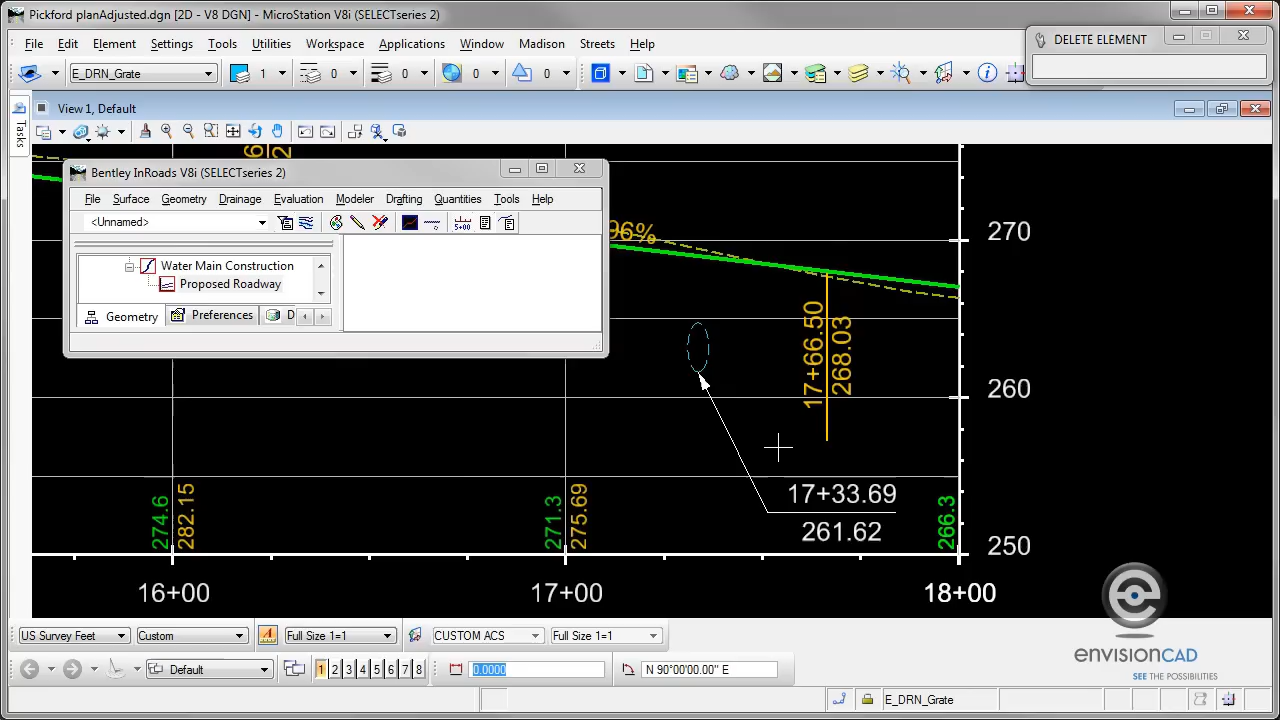 Pickford planAdjusted.dgn [2D - V8 DGN] - MicroStation V8i (SELECTseries 2)
File Edit Element Settings Tools Utilities Workspace Applications Window Madison Streets Help
DELETE ELEMENT
E_DRN_Grate 1 0 0 0 0
View 1, Default
Tasks
Bentley InRoads V8i (SELECTseries 2)
File Surface Geometry Drainage Evaluation Modeler Drafting Quantities Tools Help
<Unnamed>
5+00
Water Main Construction
Proposed Roadway
Geometry Preferences D
96%
270
260
250
17+66.50
268.03
17+33.69
261.62
274.6
282.15
271.3
275.69
266.3
16+00 17+00 18+00
envisionCAD
SEE THE POSSIBILITIES
US Survey Feet Custom Full Size 1=1 CUSTOM ACS Full Size 1=1
Default 1 2 3 4 5 6 7 8 0.0000 N 90°00'00.00" E
E_DRN_Grate